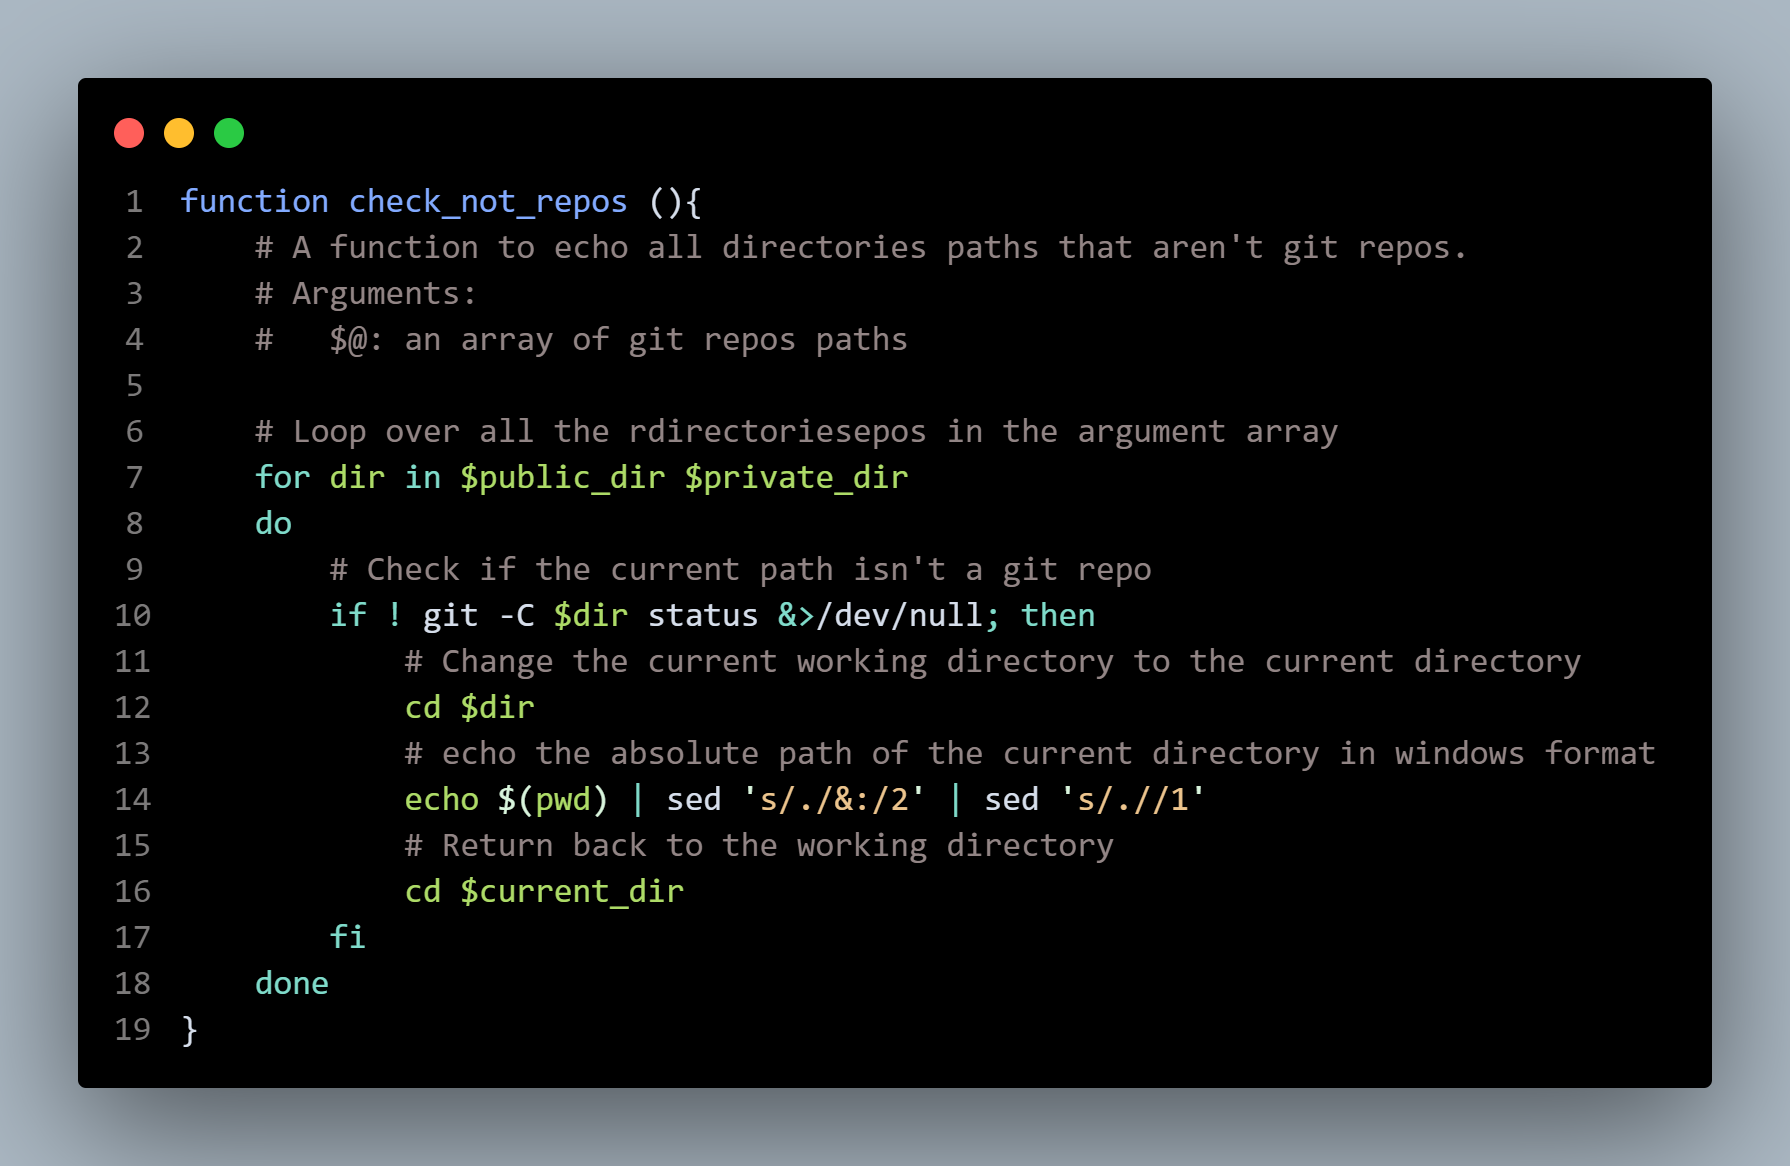 1 function check_not_repos (){
2     # A function to echo all directories paths that aren't git repos.
3     # Arguments:
4     #   $@: an array of git repos paths
5
6     # Loop over all the rdirectoriesepos in the argument array
7     for dir in $public_dir $private_dir
8     do
9         # Check if the current path isn't a git repo
10         if ! git -C $dir status &>/dev/null; then
11             # Change the current working directory to the current directory
12             cd $dir
13             # echo the absolute path of the current directory in windows format
14             echo $(pwd) | sed 's/./&:/2' | sed 's/.//1'
15             # Return back to the working directory
16             cd $current_dir
17         fi
18     done
19 }